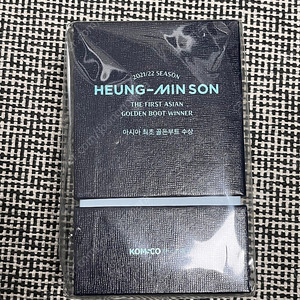 2021/22 SEASON
HEUNG-MIN SON
THE FIRST ASIAN
GOLDEN BOOT WINNER
아시아 최초 골든부트 수상
KOMSCO